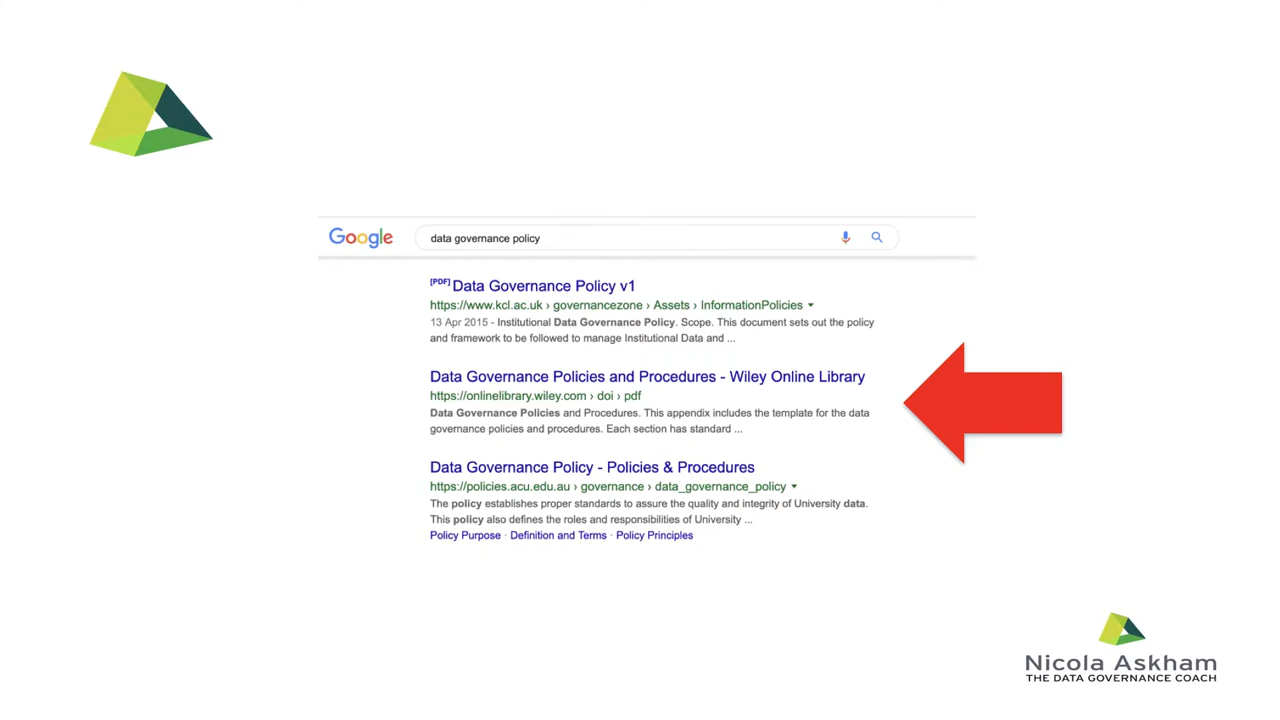 Google
data governance policy
[PDF] Data Governance Policy v1
https://www.kcl.ac.uk › governancezone › Assets › InformationPolicies
13 Apr 2015 - Institutional Data Governance Policy. Scope. This document sets out the policy
and framework to be followed to manage Institutional Data and ...
Data Governance Policies and Procedures - Wiley Online Library
https://onlinelibrary.wiley.com › doi › pdf
Data Governance Policies and Procedures. This appendix includes the template for the data
governance policies and procedures. Each section has standard ...
Data Governance Policy - Policies & Procedures
https://policies.acu.edu.au › governance › data_governance_policy
The policy establishes proper standards to assure the quality and integrity of University data.
This policy also defines the roles and responsibilities of University ...
Policy Purpose · Definition and Terms · Policy Principles
Nicola Askham
THE DATA GOVERNANCE COACH